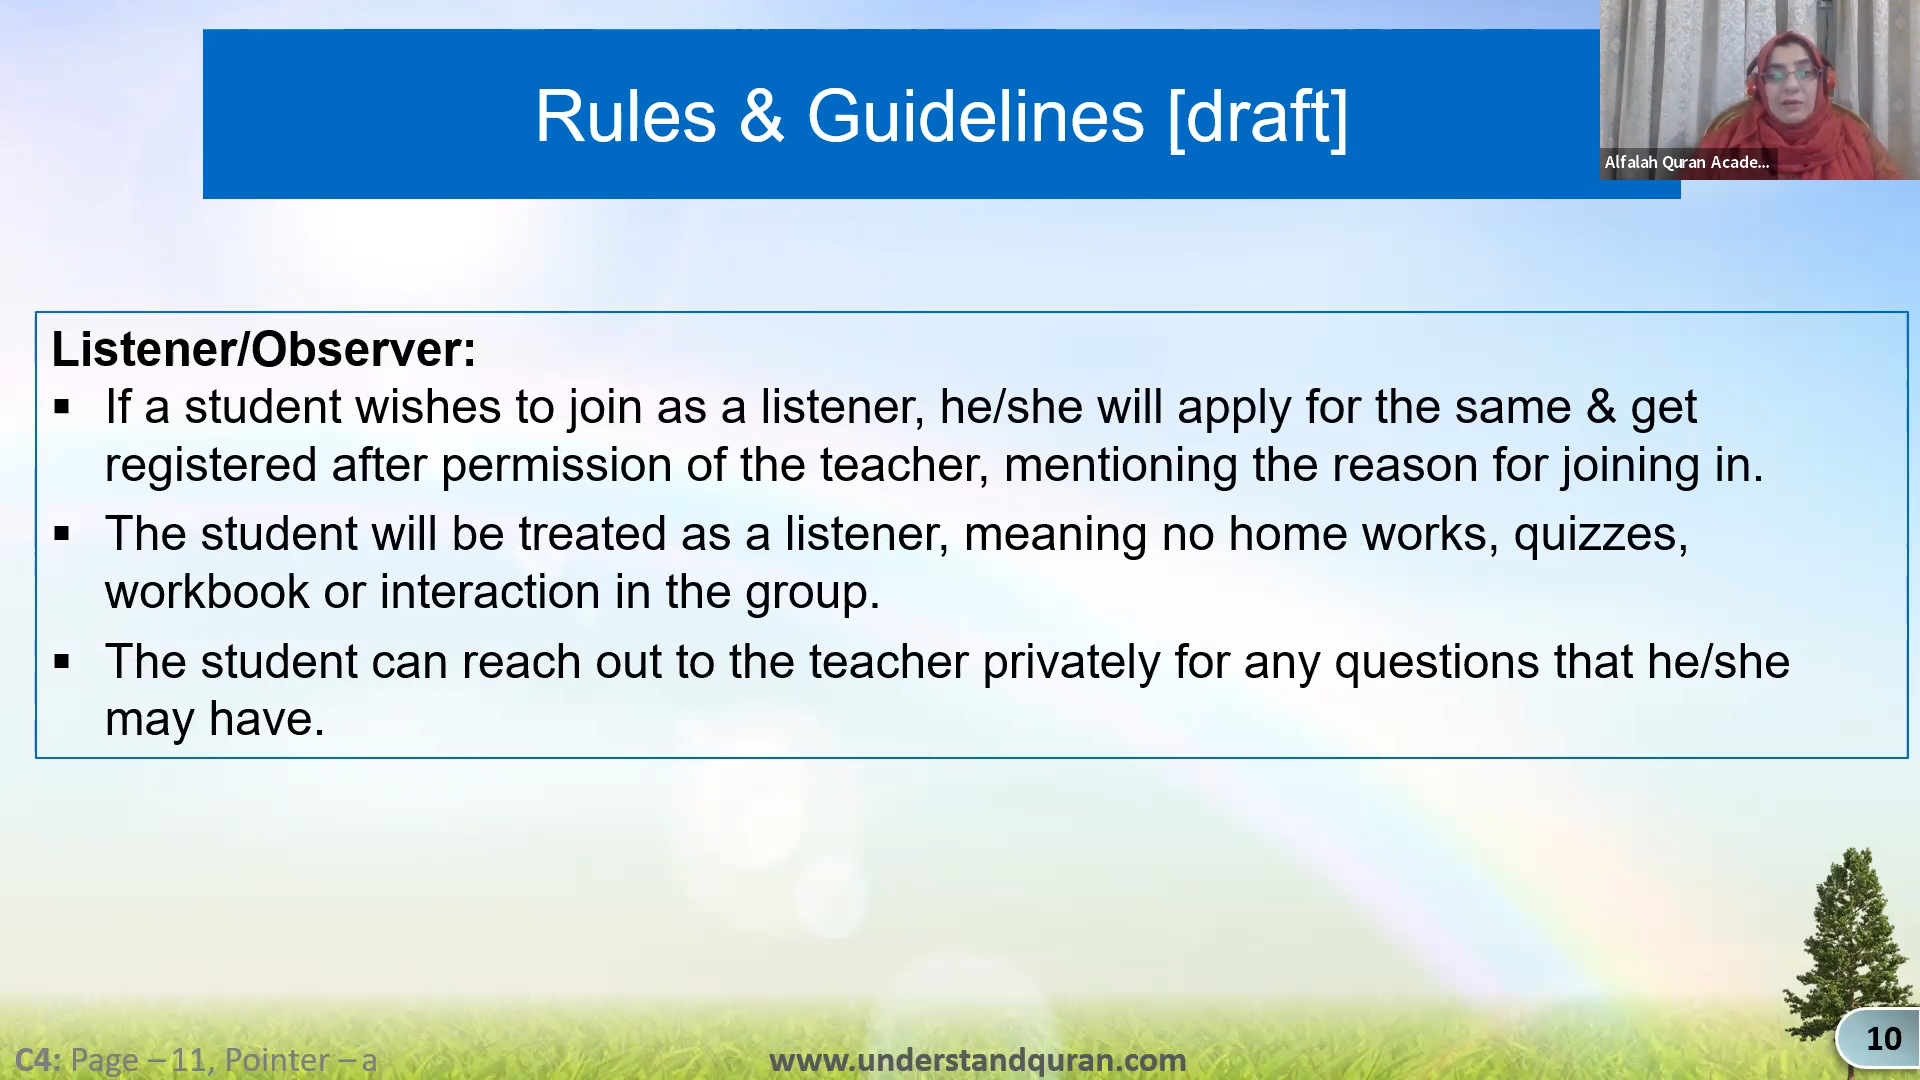 Rules & Guidelines [draft]
Alfalah Quran Acade...
Listener/Observer:
▪ If a student wishes to join as a listener, he/she will apply for the same & get
registered after permission of the teacher, mentioning the reason for joining in.
▪ The student will be treated as a listener, meaning no home works, quizzes,
workbook or interaction in the group.
▪ The student can reach out to the teacher privately for any questions that he/she
may have.
C4: Page – 11, Pointer – a
www.understandquran.com
10